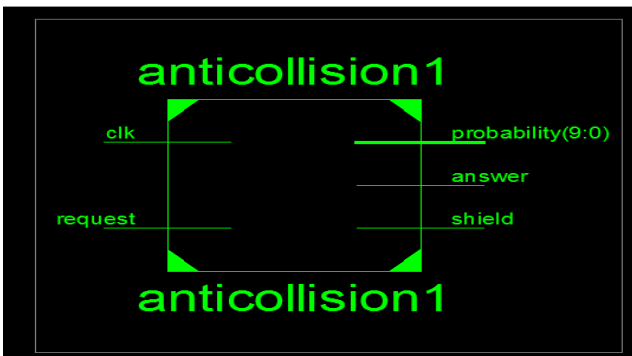 anticollision1
clk
probability(9:0)
answer
request
shield
anticollision1